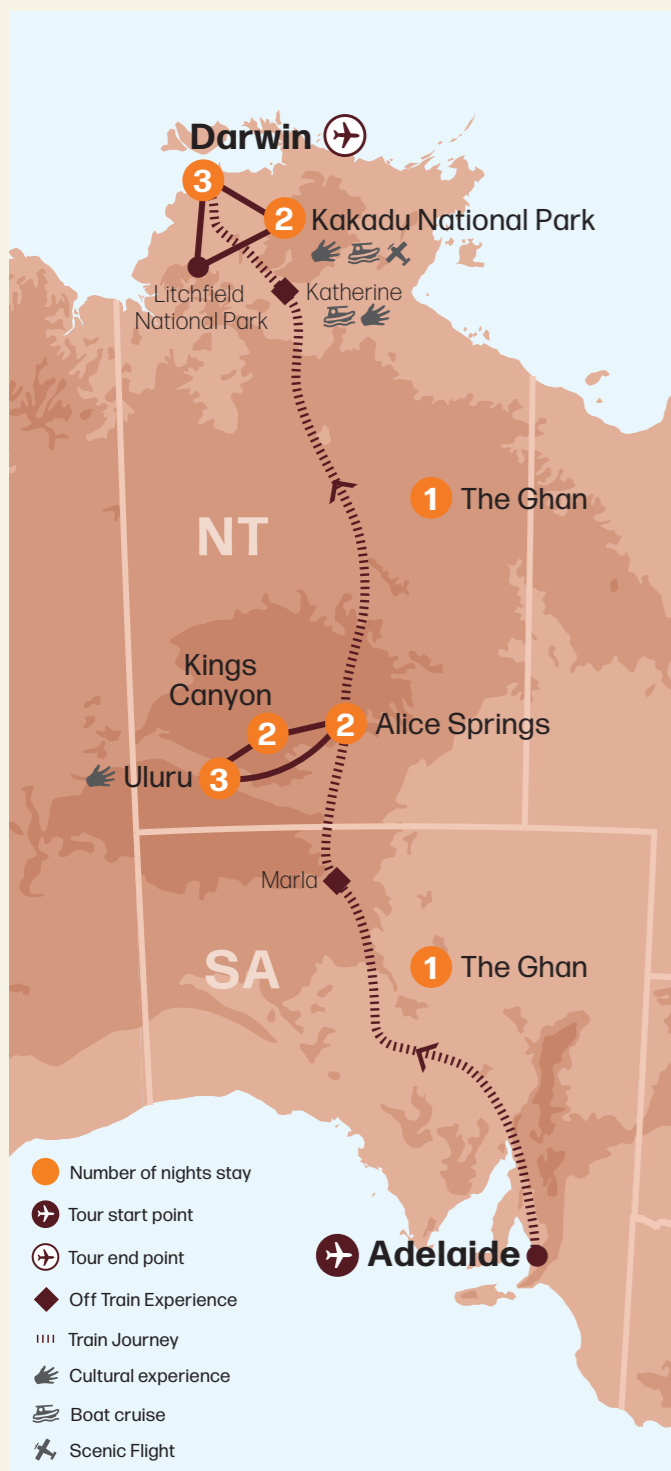 Darwin
3
2
Kakadu National Park
Litchfield
National Park
Katherine
1
The Ghan
NT
Kings
Canyon
2
2
Alice Springs
Uluru
3
Marla
SA
1
The Ghan
Adelaide
Number of nights stay
Tour start point
Tour end point
Off Train Experience
Train Journey
Cultural experience
Boat cruise
Scenic Flight